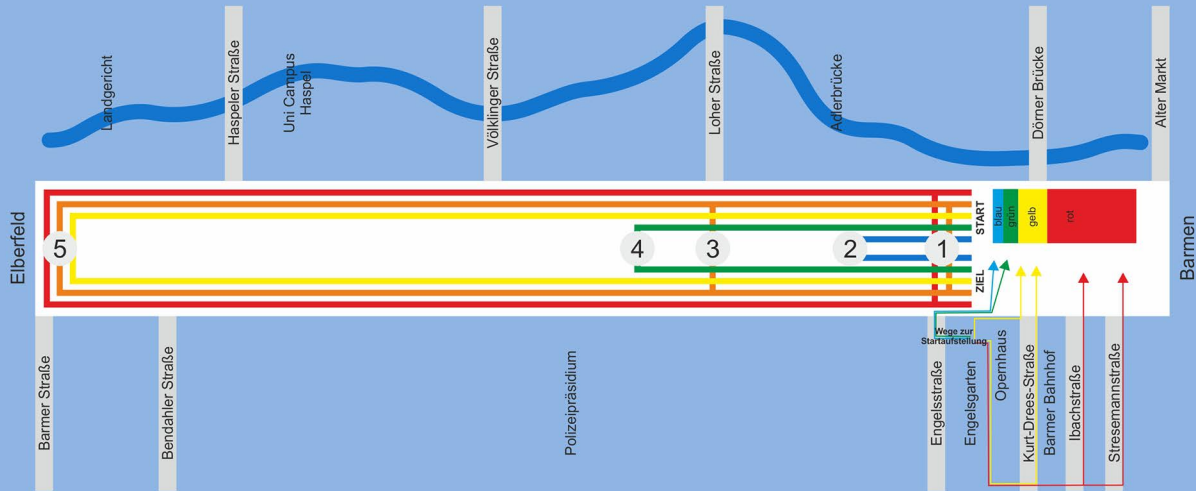 Landgericht
Haspeler Straße
Uni Campus
Haspel
Völklinger Straße
Loher Straße
Adlerbrücke
Dörner Brücke
Alter Markt
Elberfeld
5
4
3
2
1
START
ZIEL
blau
grün
gelb
rot
Barmen
Wege zur
Startaufstellung
Barmer Straße
Bendahler Straße
Polizeipräsidium
Engelsstraße
Engelsgarten
Opernhaus
Kurt-Drees-Straße
Barmer Bahnhof
Ibachstraße
Stresemannstraße